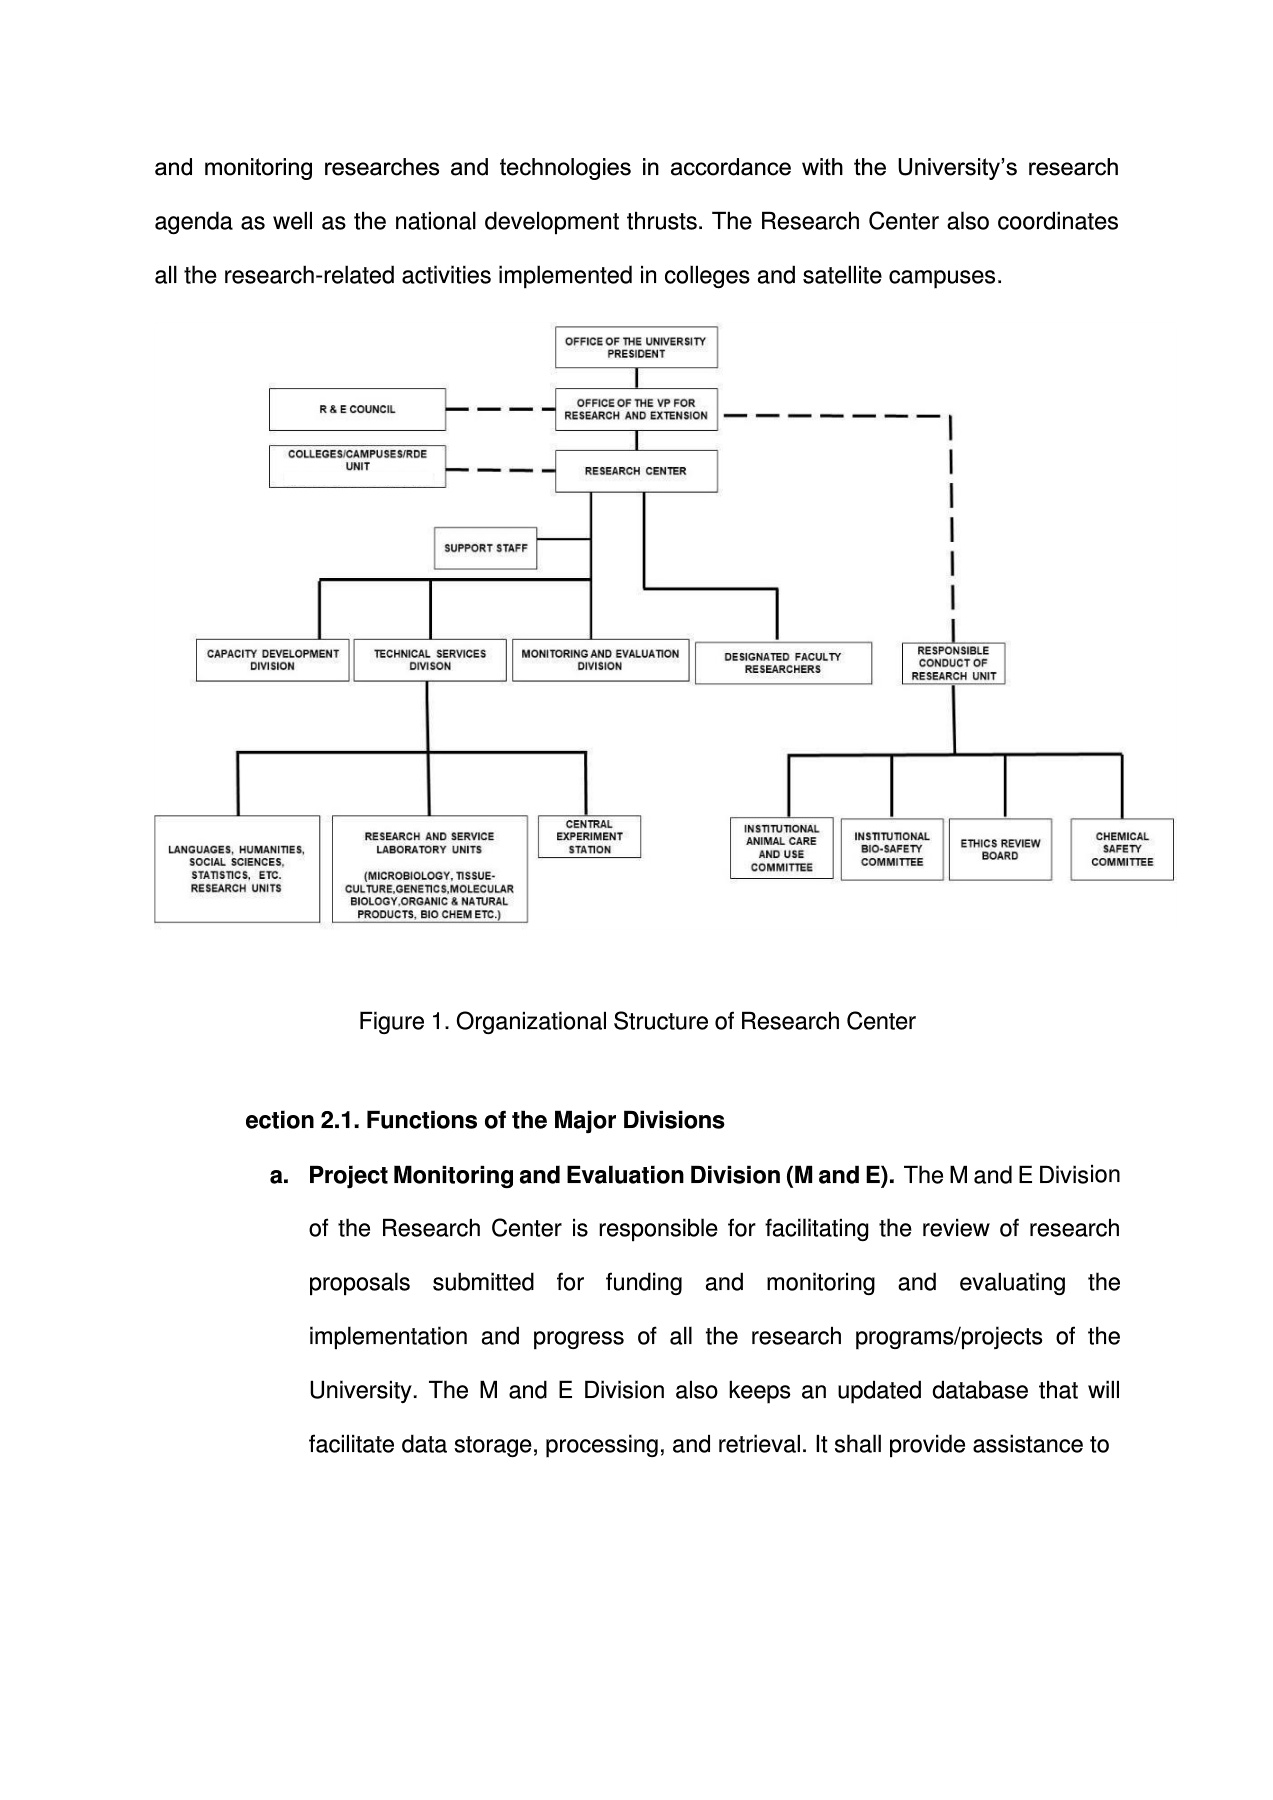 and monitoring researches and technologies in accordance with the University’s research
agenda as well as the national development thrusts. The Research Center also coordinates
all the research-related activities implemented in colleges and satellite campuses.
OFFICE OF THE UNIVERSITY
PRESIDENT
R & E COUNCIL
OFFICE OF THE VP FOR
RESEARCH AND EXTENSION
COLLEGES/CAMPUSES/RDE
UNIT
RESEARCH CENTER
SUPPORT STAFF
CAPACITY DEVELOPMENT
DIVISION
TECHNICAL SERVICES
DIVISON
MONITORING AND EVALUATION
DIVISION
DESIGNATED FACULTY
RESEARCHERS
RESPONSIBLE
CONDUCT OF
RESEARCH UNIT
LANGUAGES, HUMANITIES,
SOCIAL SCIENCES,
STATISTICS, ETC.
RESEARCH UNITS
RESEARCH AND SERVICE
LABORATORY UNITS
(MICROBIOLOGY, TISSUE-
CULTURE,GENETICS,MOLECULAR
BIOLOGY,ORGANIC & NATURAL
PRODUCTS, BIO CHEM ETC.)
CENTRAL
EXPERIMENT
STATION
INSTITUTIONAL
ANIMAL CARE
AND USE
COMMITTEE
INSTITUTIONAL
BIO-SAFETY
COMMITTEE
ETHICS REVIEW
BOARD
CHEMICAL
SAFETY
COMMITTEE
Figure 1. Organizational Structure of Research Center
ection 2.1. Functions of the Major Divisions
a. Project Monitoring and Evaluation Division (M and E). The M and E Division
of the Research Center is responsible for facilitating the review of research
proposals submitted for funding and monitoring and evaluating the
implementation and progress of all the research programs/projects of the
University. The M and E Division also keeps an updated database that will
facilitate data storage, processing, and retrieval. It shall provide assistance to